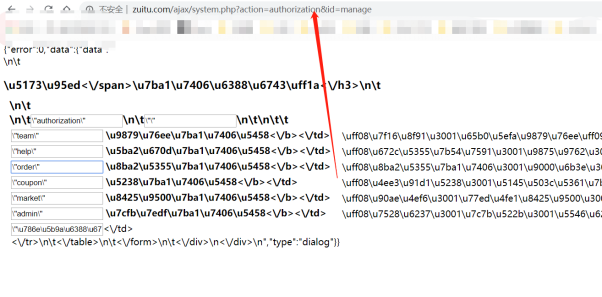 不安全 | zuitu.com/ajax/system.php?action=authorization&id=manage
{"error":0,"data":{"data":
\n\t
\u5173\u95ed<\/span>\u7ba1\u7406\u6388\u6743\uff1a<\/h3>\n\t
\n\t
\n\t \"authorization\" \n\t \"\" \n\t\n\t\n\t
\"team\" \u9879\u76ee\u7ba1\u7406\u5458<\/b><\/td> \uff08\u7f16\u8f91\u3001\u65b0\u5efa\u9879\u76ee\uff09
\"help\" \u5ba2\u670d\u7ba1\u7406\u5458<\/b><\/td> \uff08\u672c\u5355\u7b54\u7591\u3001\u9875\u9762\u30
\"order\" \u8ba2\u5355\u7ba1\u7406\u5458<\/b><\/td> \uff08\u8ba2\u5355\u7ba1\u7406\u3001\u9000\u6b3e\u30
\"coupon\" \u5238\u7ba1\u7406\u5458<\/b><\/td> \uff08\u4ee3\u91d1\u5238\u3001\u5145\u503c\u5361\u7b
\"market\" \u8425\u9500\u7ba1\u7406\u5458<\/b><\/td> \uff08\u90ae\u4ef6\u3001\u77ed\u4fe1\u8425\u9500\u300
\"admin\" \u7cfb\u7edf\u7ba1\u7406\u5458<\/b><\/td> \uff08\u7528\u6237\u3001\u7c7b\u522b\u3001\u5546\u62
\"\u786e\u5b9a\u6388\u67 <\/td>
<\/tr>\n\t<\/table>\n\t<\/form>\n\t<\/div>\n<\/div>\n","type":"dialog"}}